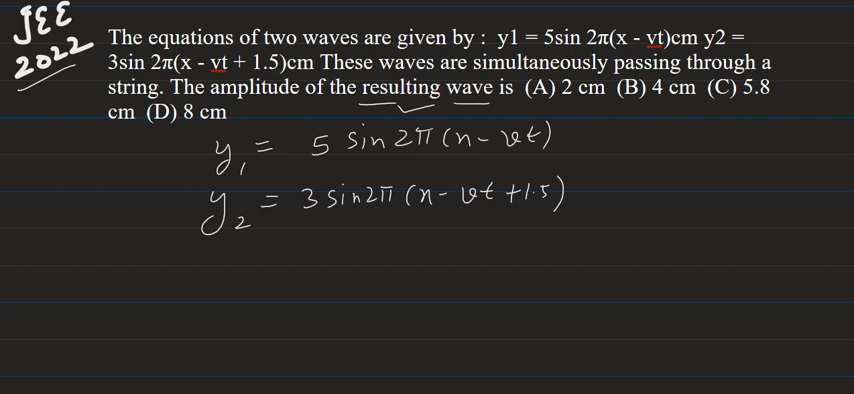 JEE
2022
The equations of two waves are given by : y1 = 5sin 2π(x - vt)cm y2 =
3sin 2π(x - vt + 1.5)cm These waves are simultaneously passing through a
string. The amplitude of the resulting wave is (A) 2 cm (B) 4 cm (C) 5.8
cm (D) 8 cm
y₁ = 5 sin 2π (x - vt)
y₂ = 3 sin 2π (x - vt + 1.5)